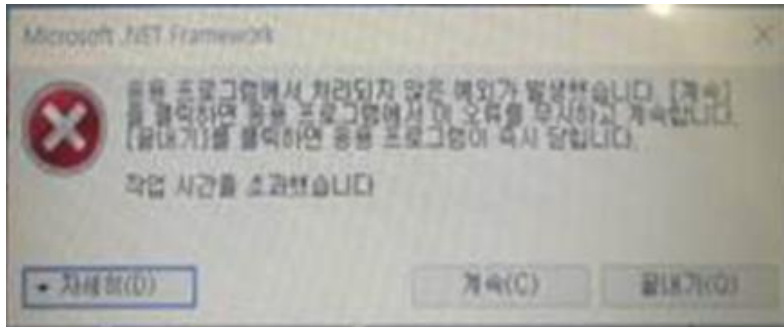 Microsoft .NET Framework
응용 프로그램에서 처리되지 않은 예외가 발생했습니다. [계속]
을 클릭하면 응용 프로그램에서 이 오류를 무시하고 계속합니다.
[끝내기]를 클릭하면 응용 프로그램이 즉시 닫힙니다.
작업 시간을 초과했습니다
자세히(D)
계속(C)
끝내기(Q)